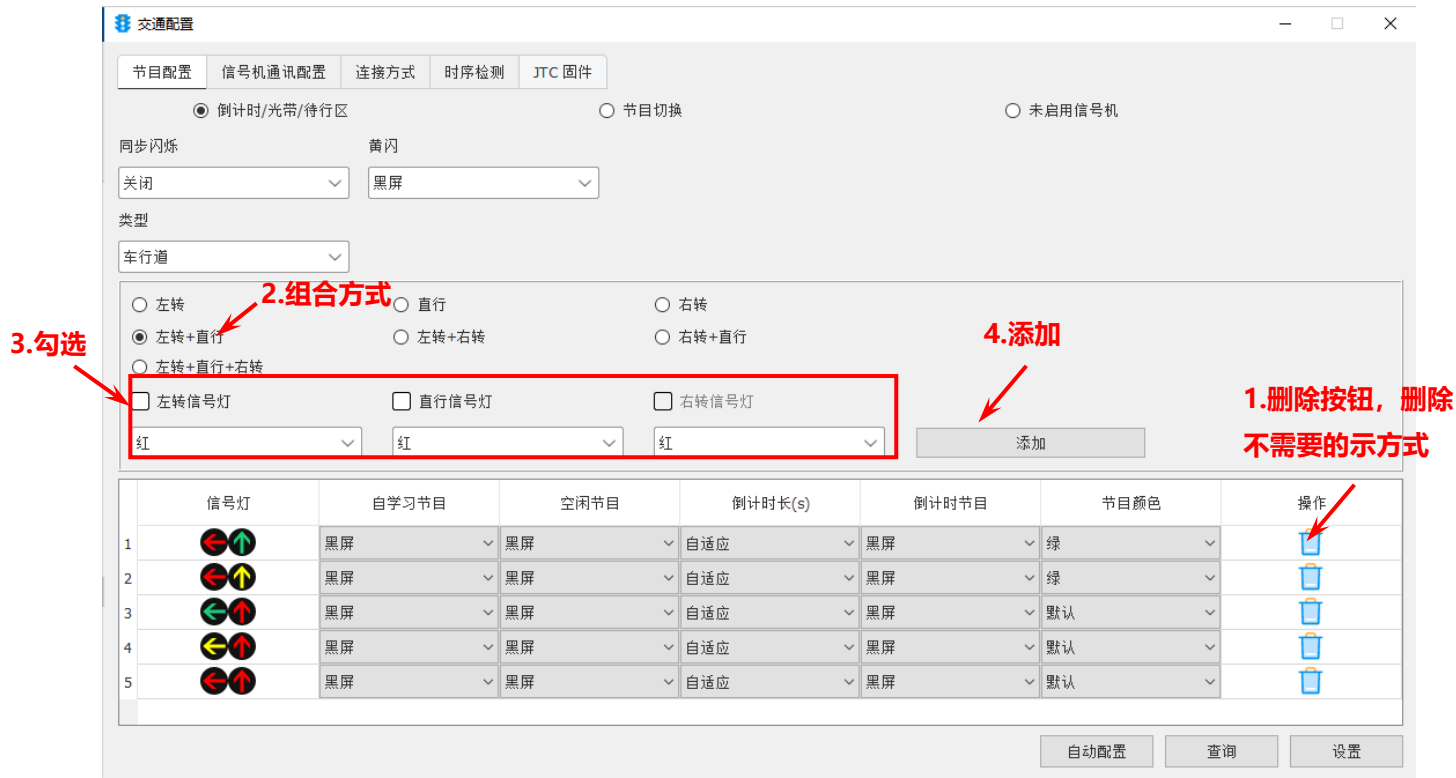 交通配置
节目配置 信号机通讯配置 连接方式 时序检测 JTC 固件
倒计时/光带/待行区 节目切换 未启用信号机
同步闪烁 黄闪
关闭 黑屏
类型
车行道
2.组合方式
左转 直行 右转
3.勾选
左转+直行 左转+右转 右转+直行
4.添加
左转+直行+右转
左转信号灯 直行信号灯 右转信号灯
1.删除按钮，删除
不需要的示方式
红 红 红 添加
信号灯 自学习节目 空闲节目 倒计时长(s) 倒计时节目 节目颜色 操作
1 黑屏 黑屏 自适应 黑屏 绿
2 黑屏 黑屏 自适应 黑屏 绿
3 黑屏 黑屏 自适应 黑屏 默认
4 黑屏 黑屏 自适应 黑屏 默认
5 黑屏 黑屏 自适应 黑屏 默认
自动配置 查询 设置